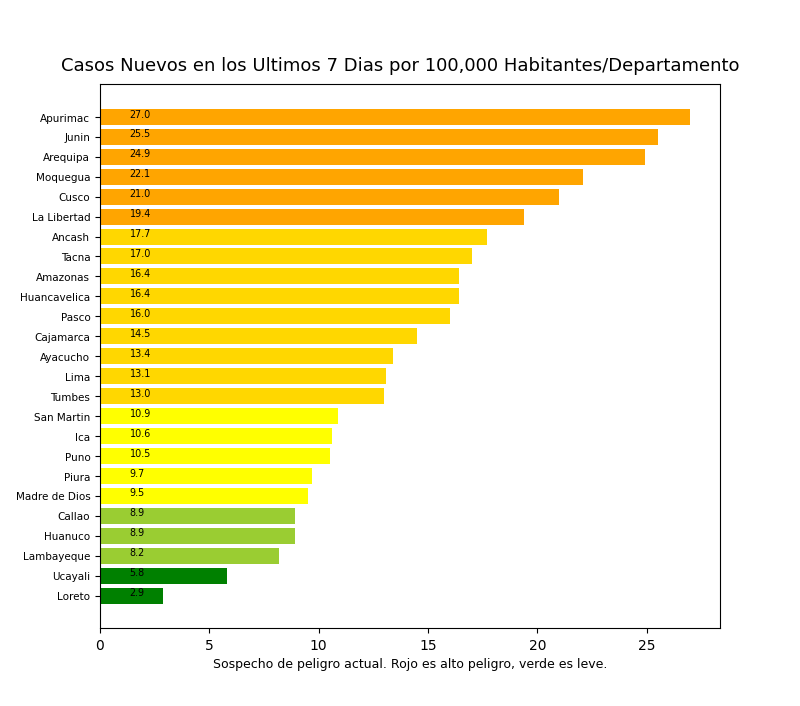 Casos Nuevos en los Ultimos 7 Dias por 100,000 Habitantes/Departamento
Apurimac 27.0
Junin 25.5
Arequipa 24.9
Moquegua 22.1
Cusco 21.0
La Libertad 19.4
Ancash 17.7
Tacna 17.0
Amazonas 16.4
Huancavelica 16.4
Pasco 16.0
Cajamarca 14.5
Ayacucho 13.4
Lima 13.1
Tumbes 13.0
San Martin 10.9
Ica 10.6
Puno 10.5
Piura 9.7
Madre de Dios 9.5
Callao 8.9
Huanuco 8.9
Lambayeque 8.2
Ucayali 5.8
Loreto 2.9
0 5 10 15 20 25
Sospecho de peligro actual. Rojo es alto peligro, verde es leve.